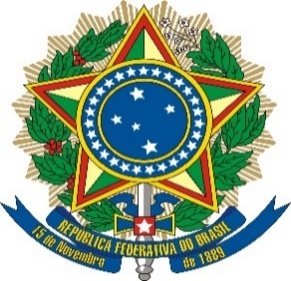 REPÚBLICA FEDERATIVA DO BRASIL
15 de Novembro de 1889